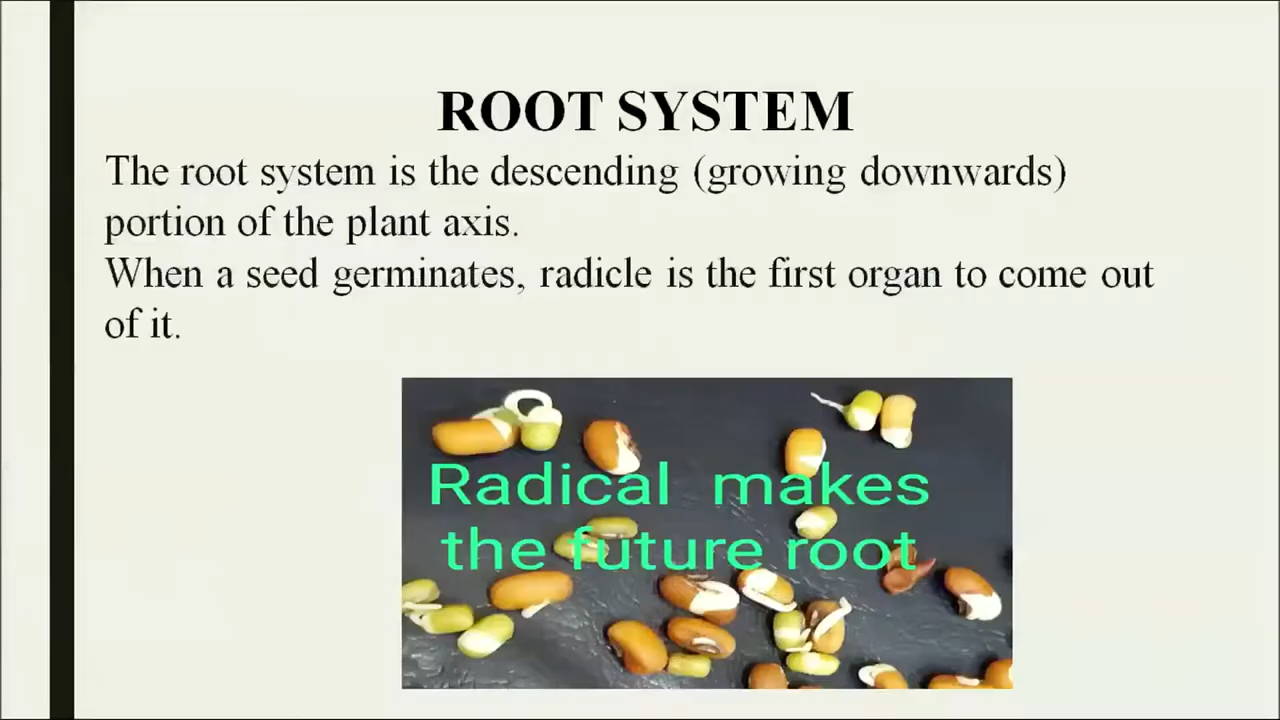 ROOT SYSTEM
The root system is the descending (growing downwards)
portion of the plant axis.
When a seed germinates, radicle is the first organ to come out
of it.
Radical makes
the future root